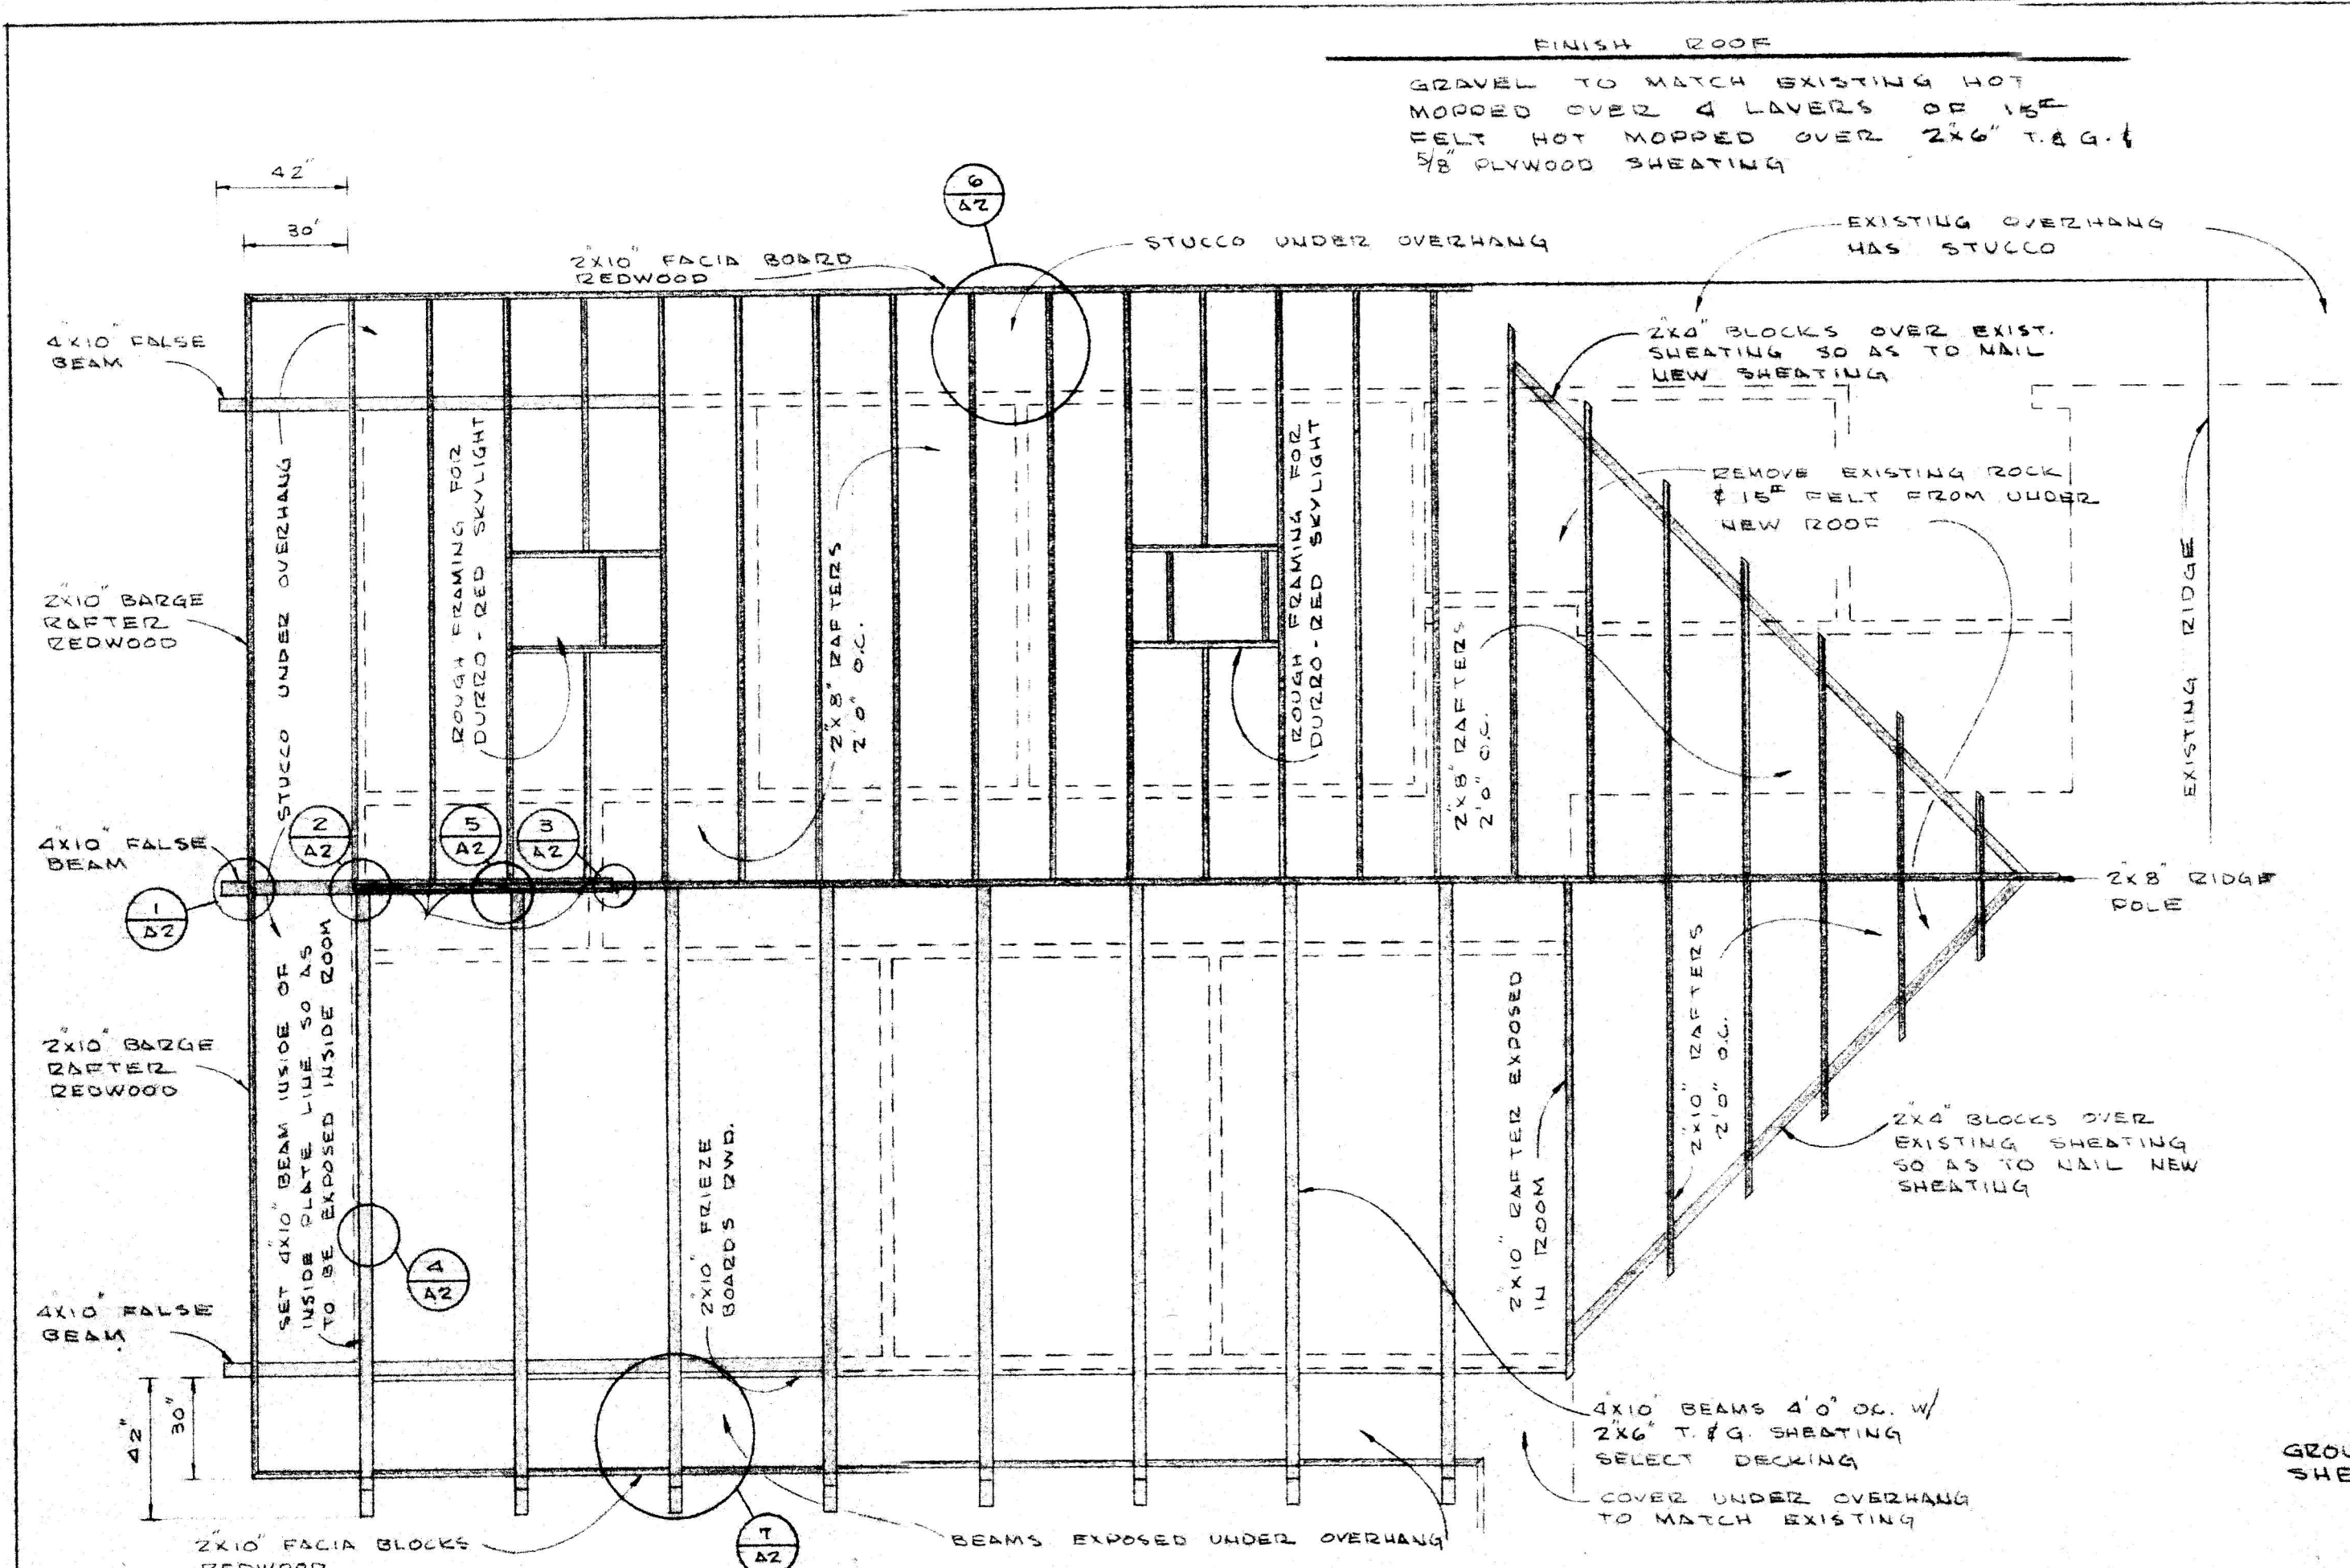 FINISH ROOF
GRAVEL TO MATCH EXISTING HOT
MOPPED OVER 4 LAYERS OF 15#
FELT HOT MOPPED OVER 2"x6" T. & G. &
5/8" PLYWOOD SHEATING
42"
30'
6
A2
2"x10" FACIA BOARD
REDWOOD
STUCCO UNDER OVERHANG
EXISTING OVERHANG
HAS STUCCO
4"x10" FALSE
BEAM
2"x4" BLOCKS OVER EXIST.
SHEATING SO AS TO NAIL
NEW SHEATING
STUCCO UNDER OVERHANG
ROUGH FRAMING FOR
DURRO-RED SKYLIGHT
2"x8" RAFTERS
2'0" O.C.
ROUGH FRAMING FOR
DURRO-RED SKYLIGHT
2"x8" RAFTERS
2'0" O.C.
REMOVE EXISTING ROCK
& 15# FELT FROM UNDER
NEW ROOF
EXISTING RIDGE
2"x10" BARGE
RAFTER
REDWOOD
4"x10" FALSE
BEAM
2
A2
5
A2
3
A2
1
A2
2"x8" RIDGE
POLE
SET 4"x10" BEAM INSIDE OF
INSIDE PLATE LINE SO AS
TO BE EXPOSED INSIDE ROOM
2"x10" BARGE
RAFTER
REDWOOD
4
A2
2"x10" FRIEZE
BOARDS RWD.
2"x10" RAFTER EXPOSED
IN ROOM
2"x10" RAFTERS
2'0" O.C.
2"x4" BLOCKS OVER
EXISTING SHEATING
SO AS TO NAIL NEW
SHEATING
4"x10" FALSE
BEAM
42"
30"
4"x10" BEAMS 4'0" O.C. W/
2"x6" T. & G. SHEATING
SELECT DECKING
COVER UNDER OVERHANG
TO MATCH EXISTING
2"x10" FACIA BLOCKS
REDWOOD
7
A2
BEAMS EXPOSED UNDER OVERHANG
GROU
SHE